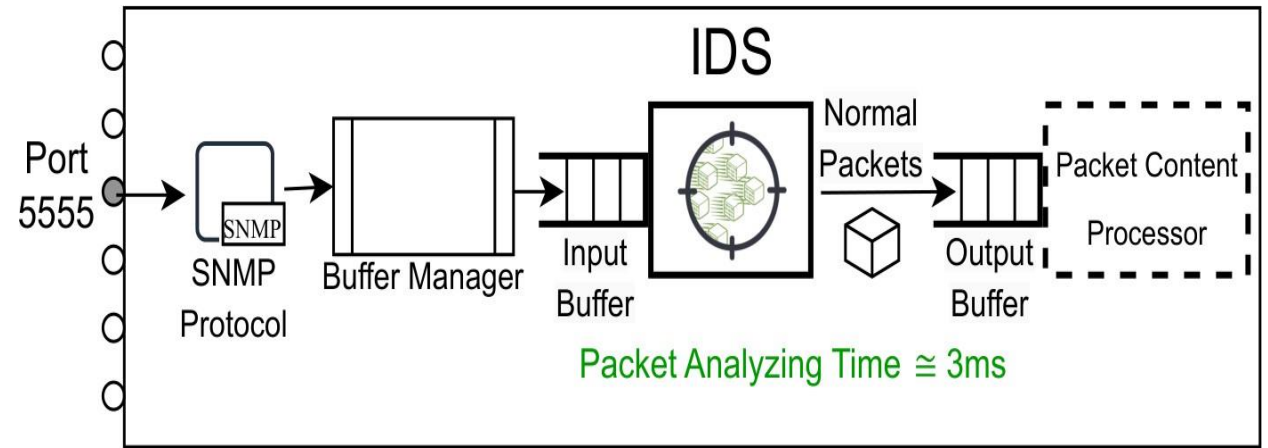 IDS
Port
5555
SNMP
SNMP
Protocol
Buffer Manager
Input
Buffer
Normal
Packets
Output
Buffer
Packet Content
Processor
Packet Analyzing Time ≅ 3ms